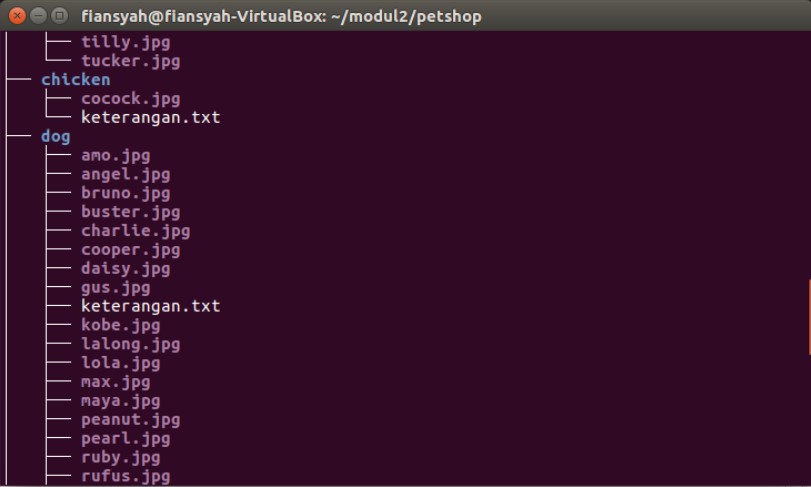 fiansyah@fiansyah-VirtualBox: ~/modul2/petshop
│   ├── tilly.jpg
│   └── tucker.jpg
├── chicken
│   ├── cocock.jpg
│   └── keterangan.txt
├── dog
│   ├── amo.jpg
│   ├── angel.jpg
│   ├── bruno.jpg
│   ├── buster.jpg
│   ├── charlie.jpg
│   ├── cooper.jpg
│   ├── daisy.jpg
│   ├── gus.jpg
│   ├── keterangan.txt
│   ├── kobe.jpg
│   ├── lalong.jpg
│   ├── lola.jpg
│   ├── max.jpg
│   ├── maya.jpg
│   ├── peanut.jpg
│   ├── pearl.jpg
│   ├── ruby.jpg
│   ├── rufus.jpg